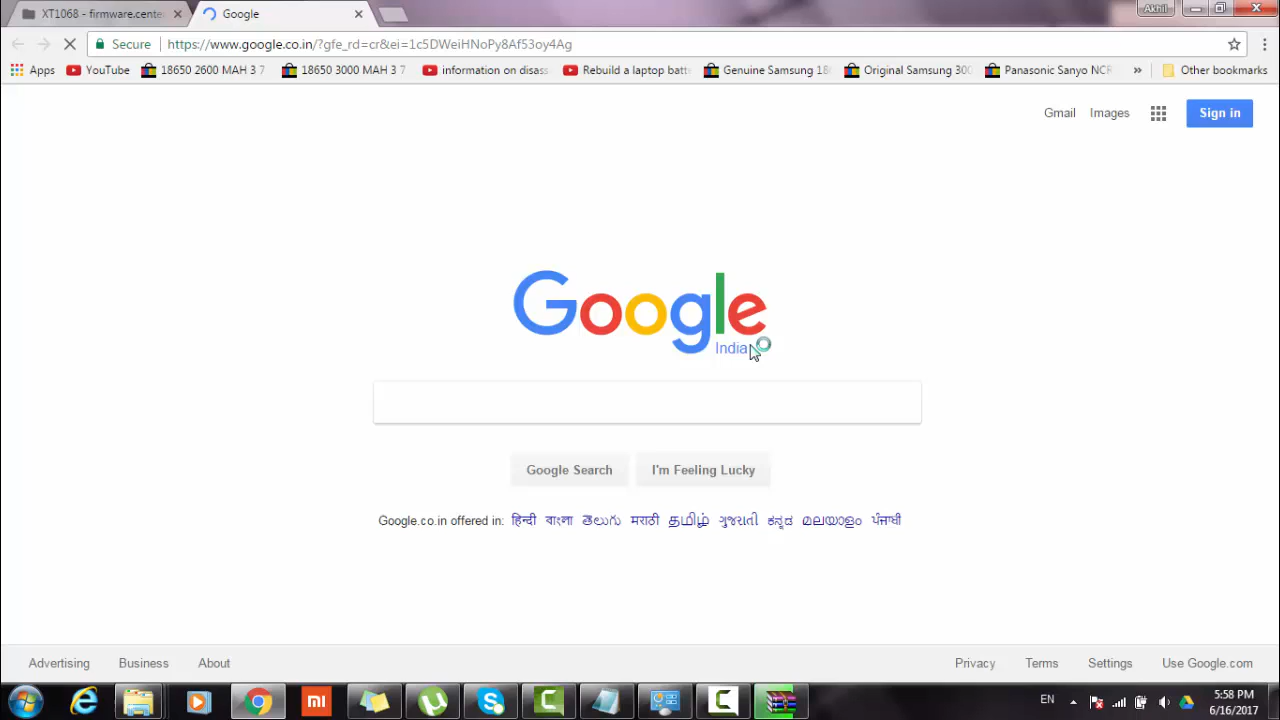 XT1068 - firmware.cente
Google
Akhil
Secure
https://www.google.co.in/?gfe_rd=cr&ei=1c5DWeiHNoPy8Af53oy4Ag
Apps
YouTube
18650 2600 MAH 3 7
18650 3000 MAH 3 7
information on disass
Rebuild a laptop batt
Genuine Samsung 18
Original Samsung 300
Panasonic Sanyo NCR
»
Other bookmarks
Gmail
Images
Sign in
Google
India
Google Search
I'm Feeling Lucky
Google.co.in offered in: हिन्दी বাংলা తెలుగు मराठी தமிழ் ગુજરાતી ಕನ್ನಡ മലയാളം ਪੰਜਾਬੀ
Advertising
Business
About
Privacy
Terms
Settings
Use Google.com
EN
5:58 PM
6/16/2017